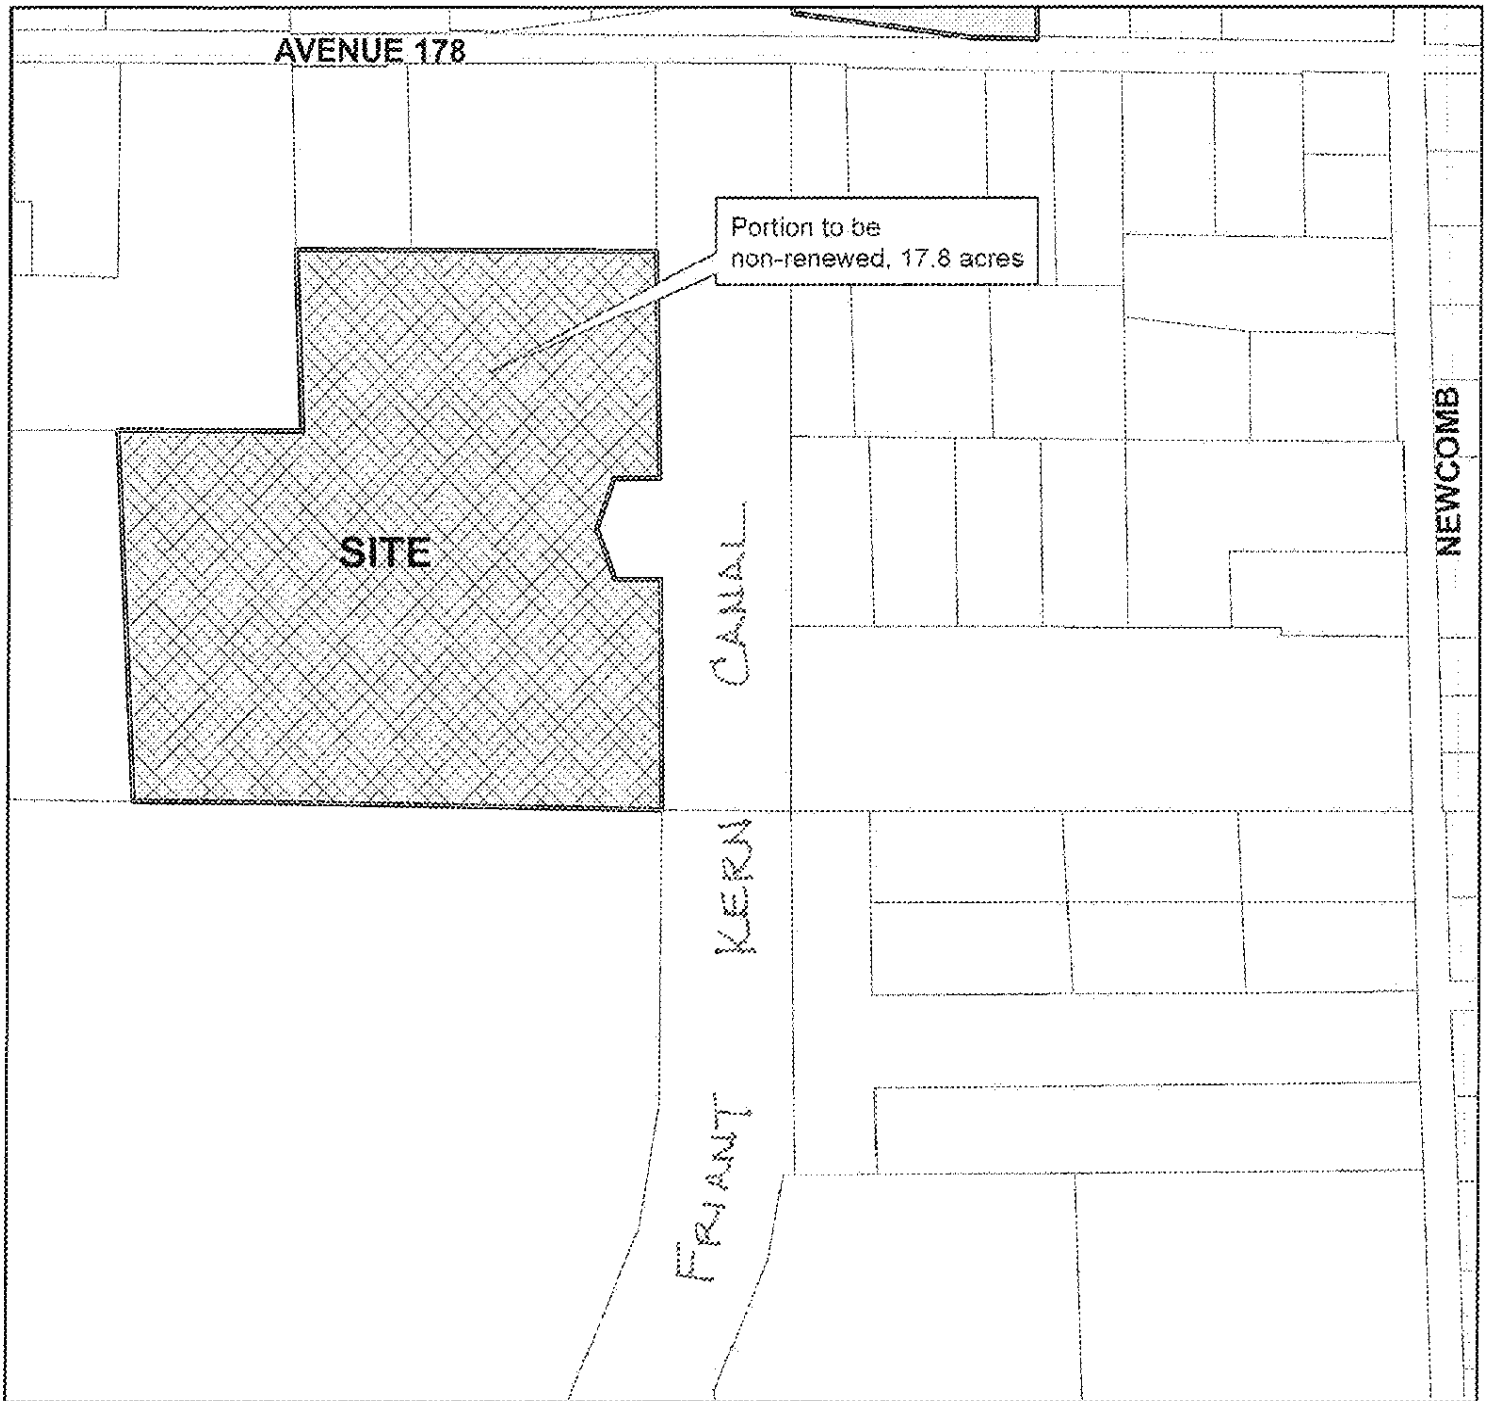 AVENUE 178
Portion to be
non-renewed, 17.8 acres
SITE
NEWCOMB
FRIANT KERN CANAL